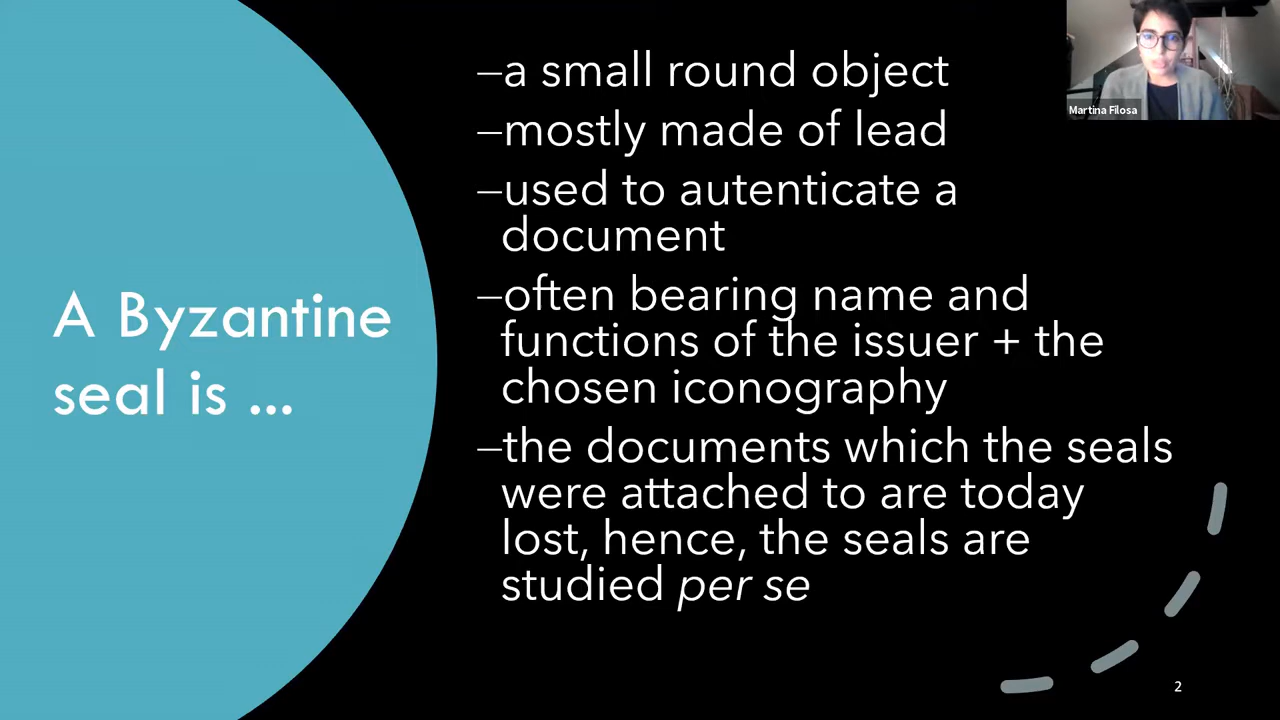 A Byzantine
seal is ...
–a small round object
–mostly made of lead
–used to autenticate a
document
–often bearing name and
functions of the issuer + the
chosen iconography
–the documents which the seals
were attached to are today
lost, hence, the seals are
studied per se
Martina Filosa
2